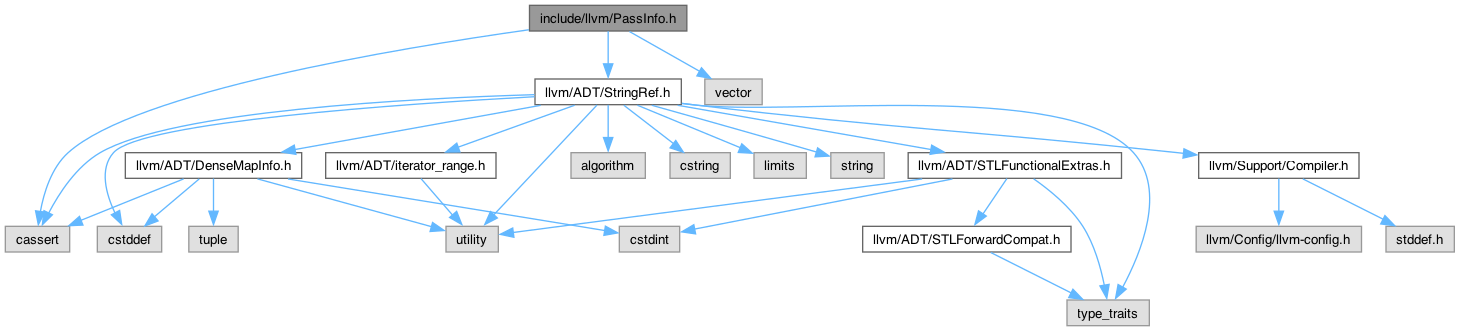 include/llvm/PassInfo.h
llvm/ADT/StringRef.h
vector
llvm/ADT/DenseMapInfo.h
llvm/ADT/iterator_range.h
algorithm
cstring
limits
string
llvm/ADT/STLFunctionalExtras.h
llvm/Support/Compiler.h
cassert
cstddef
tuple
utility
cstdint
llvm/ADT/STLForwardCompat.h
llvm/Config/llvm-config.h
stddef.h
type_traits